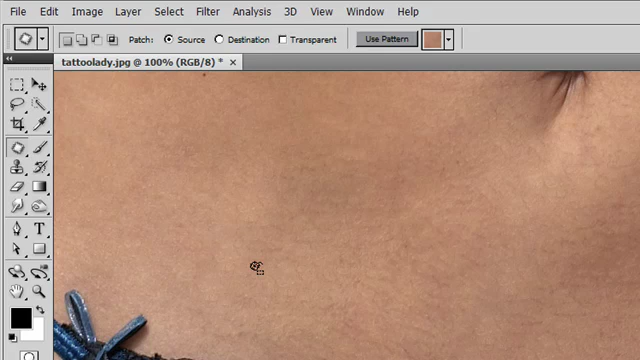 File Edit Image Layer Select Filter Analysis 3D View Window Help
Patch: Source Destination Transparent Use Pattern
tattoolady.jpg @ 100% (RGB/8) * ×
T